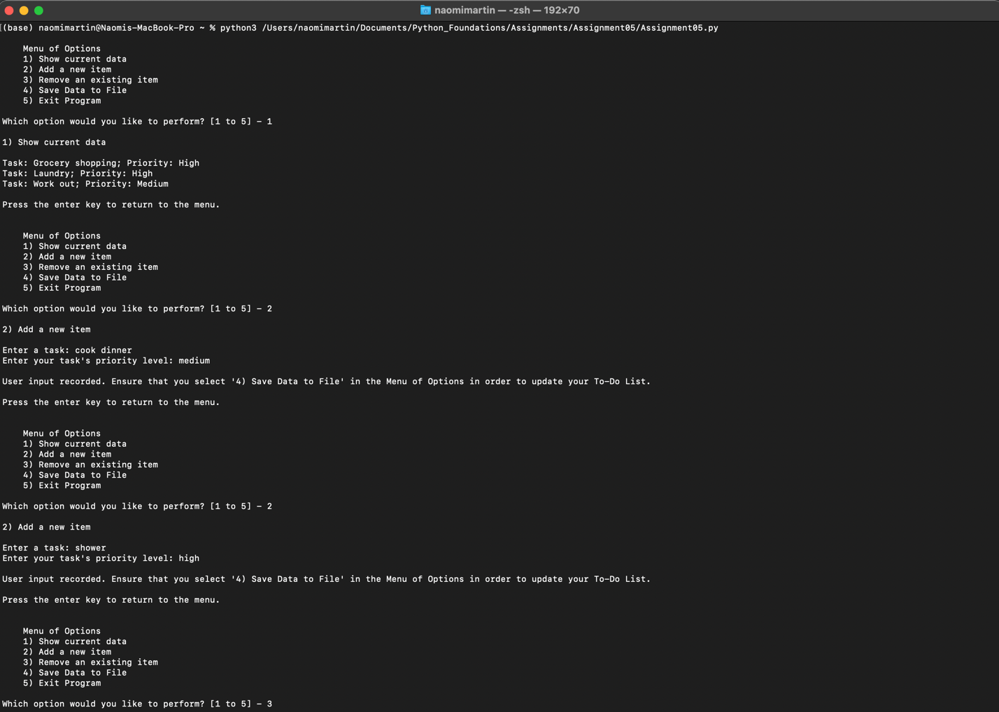 naomimartin — -zsh — 192×70
[(base) naomimartin@Naomis-MacBook-Pro ~ % python3 /Users/naomimartin/Documents/Python_Foundations/Assignments/Assignment05/Assignment05.py
Menu of Options
1) Show current data
2) Add a new item
3) Remove an existing item
4) Save Data to File
5) Exit Program
Which option would you like to perform? [1 to 5] - 1
1) Show current data
Task: Grocery shopping; Priority: High
Task: Laundry; Priority: High
Task: Work out; Priority: Medium
Press the enter key to return to the menu.
Menu of Options
1) Show current data
2) Add a new item
3) Remove an existing item
4) Save Data to File
5) Exit Program
Which option would you like to perform? [1 to 5] - 2
2) Add a new item
Enter a task: cook dinner
Enter your task's priority level: medium
User input recorded. Ensure that you select '4) Save Data to File' in the Menu of Options in order to update your To-Do List.
Press the enter key to return to the menu.
Menu of Options
1) Show current data
2) Add a new item
3) Remove an existing item
4) Save Data to File
5) Exit Program
Which option would you like to perform? [1 to 5] - 2
2) Add a new item
Enter a task: shower
Enter your task's priority level: high
User input recorded. Ensure that you select '4) Save Data to File' in the Menu of Options in order to update your To-Do List.
Press the enter key to return to the menu.
Menu of Options
1) Show current data
2) Add a new item
3) Remove an existing item
4) Save Data to File
5) Exit Program
Which option would you like to perform? [1 to 5] - 3